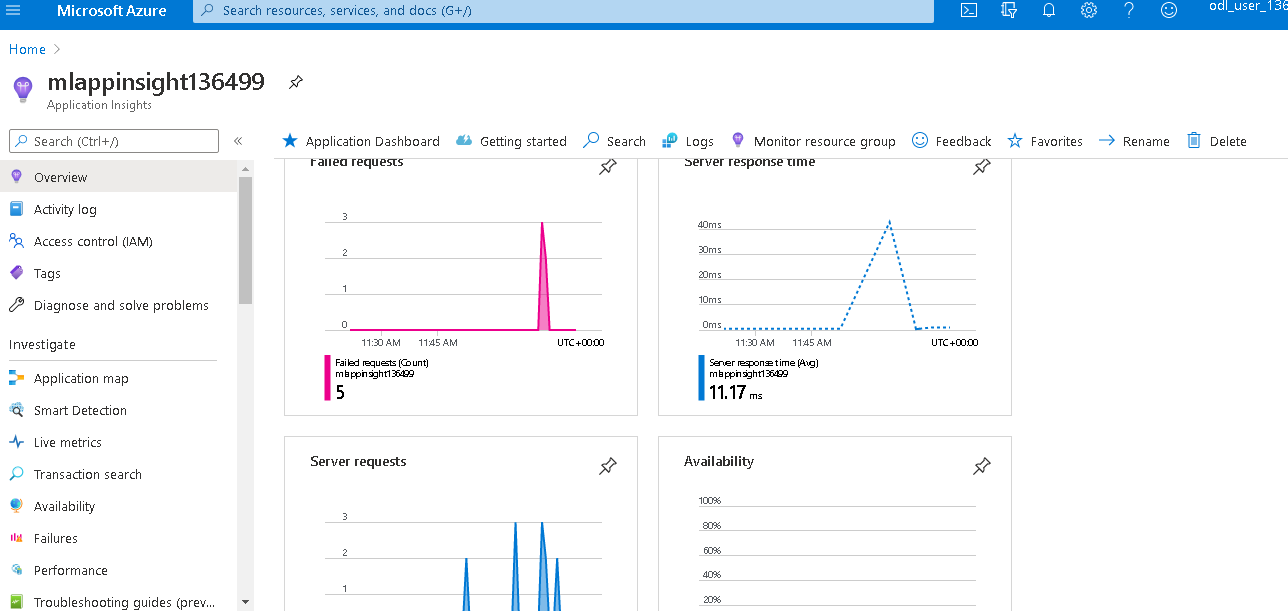 Microsoft Azure
Search resources, services, and docs (G+/)
odl_user_136
Home
mlappinsight136499
Application Insights
Search (Ctrl+/)
Application Dashboard
Getting started
Search
Logs
Monitor resource group
Feedback
Favorites
Rename
Delete
Overview
Activity log
Access control (IAM)
Tags
Diagnose and solve problems
Investigate
Application map
Smart Detection
Live metrics
Transaction search
Availability
Failures
Performance
Troubleshooting guides (prev...
Failed requests
3
2
1
0
11:30 AM
11:45 AM
UTC+00:00
Failed requests (Count)
mlappinsight136499
5
Server response time
40ms
30ms
20ms
10ms
0ms
11:30 AM
11:45 AM
UTC+00:00
Server response time (Avg)
mlappinsight136499
11.17 ms
Server requests
3
2
1
Availability
100%
80%
60%
40%
20%